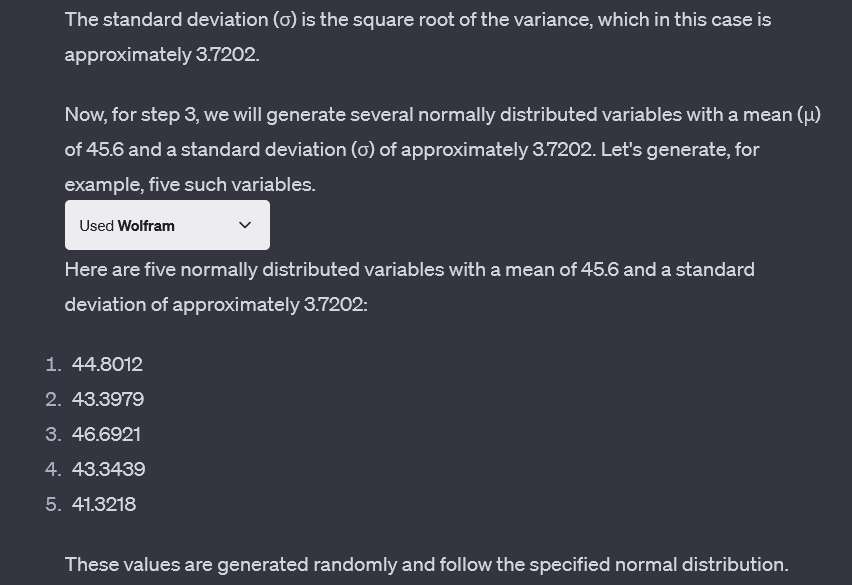 The standard deviation (σ) is the square root of the variance, which in this case is
approximately 3.7202.
Now, for step 3, we will generate several normally distributed variables with a mean (μ)
of 45.6 and a standard deviation (σ) of approximately 3.7202. Let's generate, for
example, five such variables.
Used Wolfram
Here are five normally distributed variables with a mean of 45.6 and a standard
deviation of approximately 3.7202:
1. 44.8012
2. 43.3979
3. 46.6921
4. 43.3439
5. 41.3218
These values are generated randomly and follow the specified normal distribution.